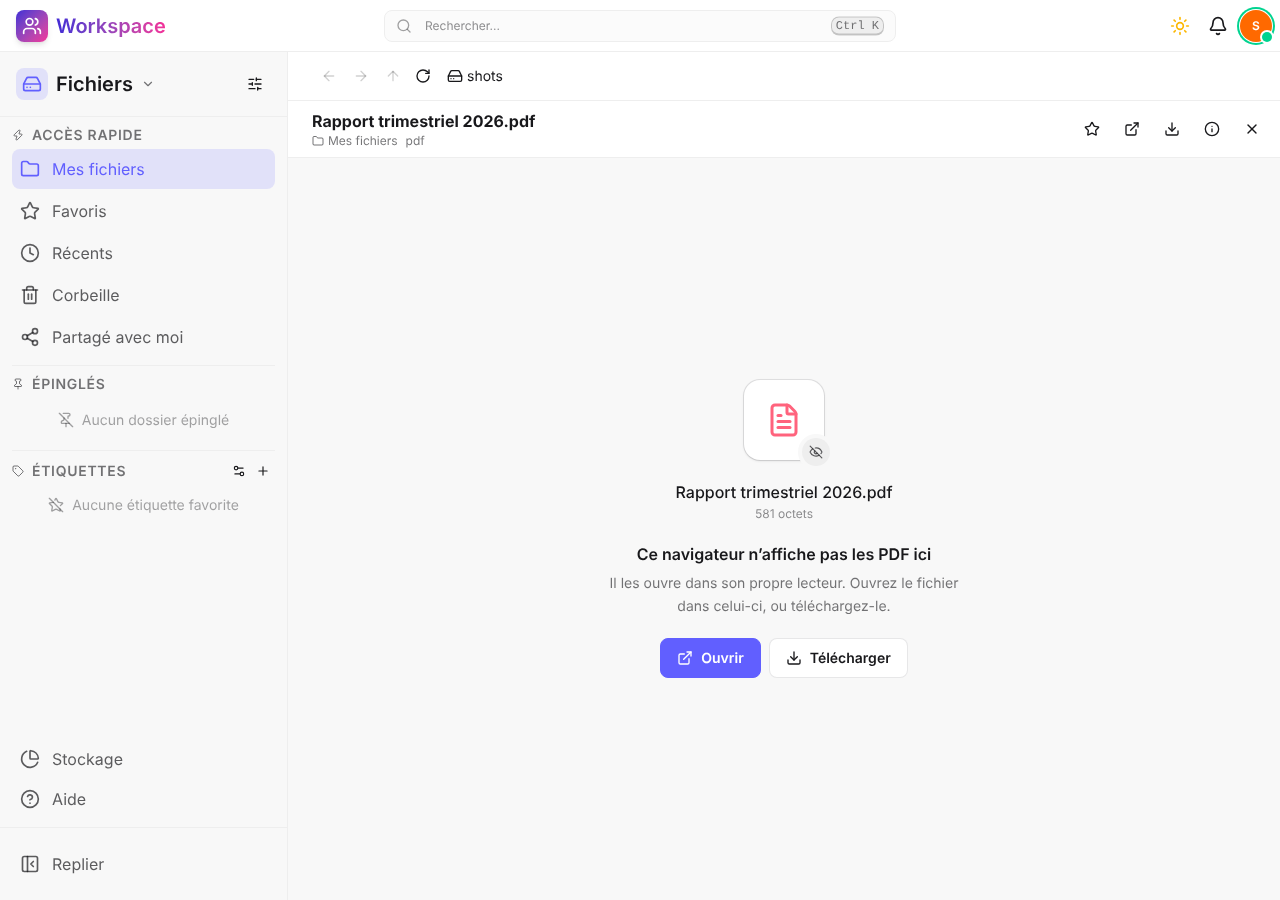 Workspace
Rechercher...
Ctrl K
S
Fichiers
shots
ACCÈS RAPIDE
Mes fichiers
Favoris
Récents
Corbeille
Partagé avec moi
ÉPINGLÉS
Aucun dossier épinglé
ÉTIQUETTES
Aucune étiquette favorite
Stockage
Aide
Replier
Rapport trimestriel 2026.pdf
Mes fichiers pdf
Rapport trimestriel 2026.pdf
581 octets
Ce navigateur n’affiche pas les PDF ici
Il les ouvre dans son propre lecteur. Ouvrez le fichier
dans celui-ci, ou téléchargez-le.
Ouvrir
Télécharger